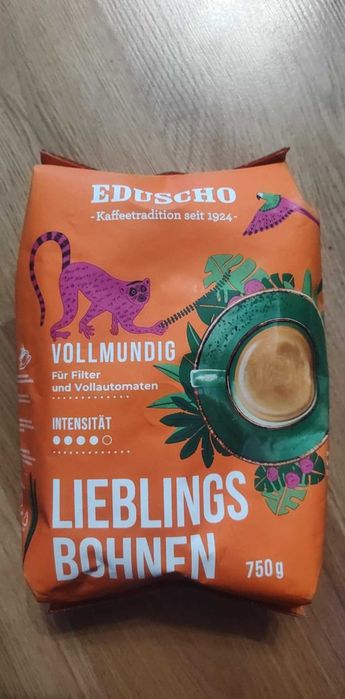 EDUSCHO
-Kaffeetradition seit 1924-
VOLLMUNDIG
Für Filter
und Vollautomaten
INTENSITÄT
LIEBLINGS
BOHNEN
750g